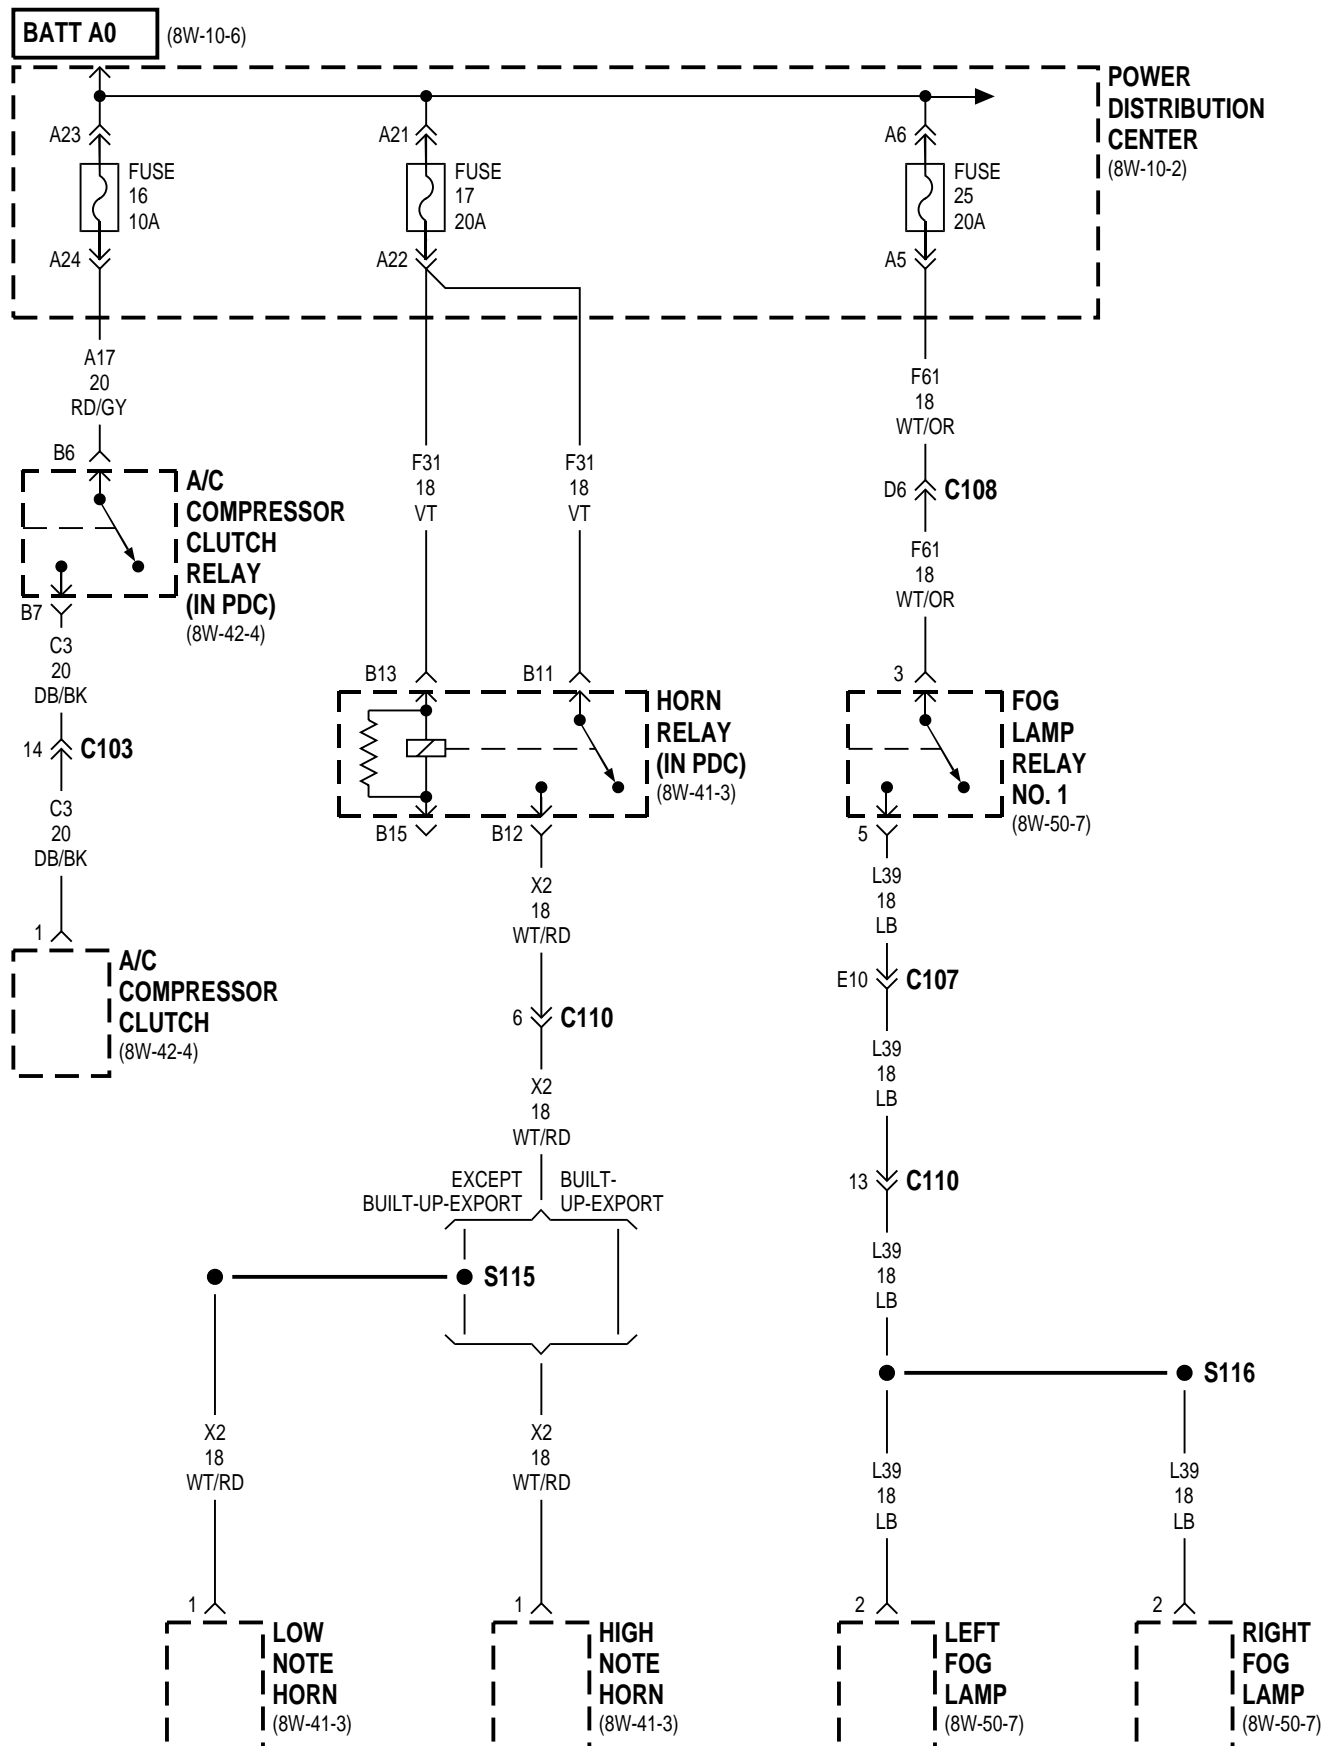 BATT A0
(8W-10-6)
POWER
DISTRIBUTION
CENTER
(8W-10-2)
A23
FUSE
16
10A
A24
A21
FUSE
17
20A
A22
A6
FUSE
25
20A
A5
A17
20
RD/GY
B6
A/C
COMPRESSOR
CLUTCH
RELAY
(IN PDC)
(8W-42-4)
B7
C3
20
DB/BK
14
C103
C3
20
DB/BK
1
A/C
COMPRESSOR
CLUTCH
(8W-42-4)
F31
18
VT
F31
18
VT
B13
B11
HORN
RELAY
(IN PDC)
(8W-41-3)
B15
B12
X2
18
WT/RD
6
C110
X2
18
WT/RD
EXCEPT
BUILT-UP-EXPORT
BUILT-
UP-EXPORT
S115
X2
18
WT/RD
X2
18
WT/RD
1
LOW
NOTE
HORN
(8W-41-3)
1
HIGH
NOTE
HORN
(8W-41-3)
F61
18
WT/OR
D6
C108
F61
18
WT/OR
3
FOG
LAMP
RELAY
NO. 1
(8W-50-7)
5
L39
18
LB
E10
C107
L39
18
LB
13
C110
L39
18
LB
S116
L39
18
LB
L39
18
LB
2
LEFT
FOG
LAMP
(8W-50-7)
2
RIGHT
FOG
LAMP
(8W-50-7)